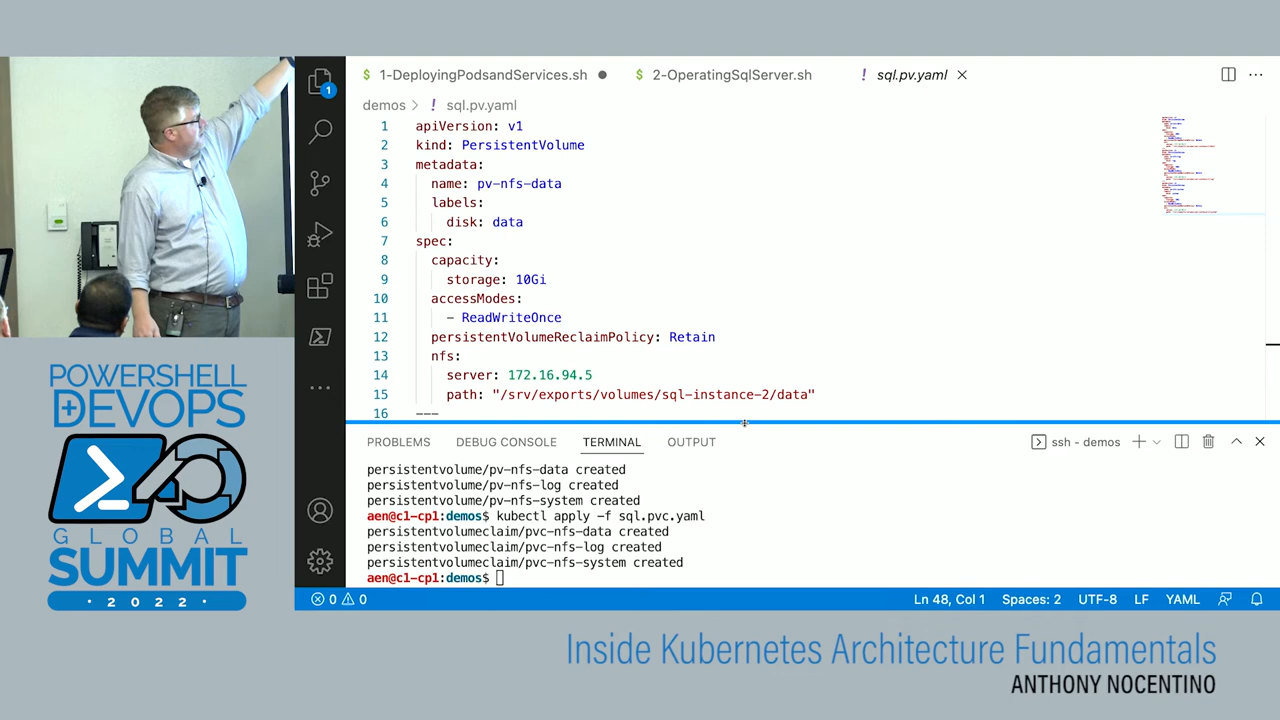 1-DeployingPodsandServices.sh
2-OperatingSqlServer.sh
sql.pv.yaml
demos
sql.pv.yaml
1
1 apiVersion: v1
2 kind: PersistentVolume
3 metadata:
4 name: pv-nfs-data
5 labels:
6 disk: data
7 spec:
8 capacity:
9 storage: 10Gi
10 accessModes:
11 - ReadWriteOnce
12 persistentVolumeReclaimPolicy: Retain
13 nfs:
14 server: 172.16.94.5
15 path: "/srv/exports/volumes/sql-instance-2/data"
16 ---
PROBLEMS DEBUG CONSOLE TERMINAL OUTPUT
ssh - demos
persistentvolume/pv-nfs-data created
persistentvolume/pv-nfs-log created
persistentvolume/pv-nfs-system created
aen@c1-cp1:demos$ kubectl apply -f sql.pvc.yaml
persistentvolumeclaim/pvc-nfs-data created
persistentvolumeclaim/pvc-nfs-log created
persistentvolumeclaim/pvc-nfs-system created
aen@c1-cp1:demos$
0 0 Ln 48, Col 1 Spaces: 2 UTF-8 LF YAML
POWERSHELL
+DEVOPS
GLOBAL
SUMMIT
· 2 0 2 2 ·
Inside Kubernetes Architecture Fundamentals
ANTHONY NOCENTINO